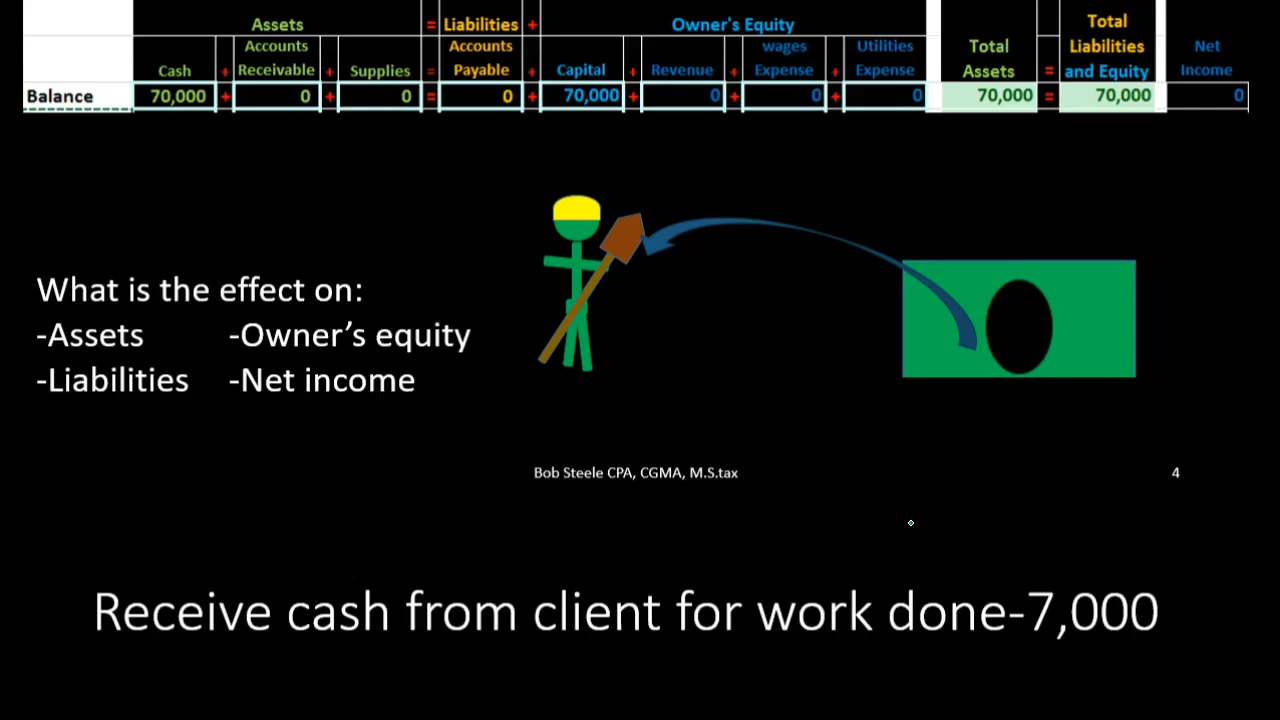 Assets = Liabilities + Owner's Equity Total
Accounts Accounts wages Utilities Total Liabilities Net
Cash + Receivable + Supplies = Payable + Capital + Revenue + Expense + Expense Assets = and Equity Income
Balance 70,000 + 0 + 0 = 0 + 70,000 + 0 + 0 + 0 70,000 = 70,000 0
What is the effect on:
-Assets -Owner’s equity
-Liabilities -Net income
Bob Steele CPA, CGMA, M.S.tax 4
Receive cash from client for work done-7,000